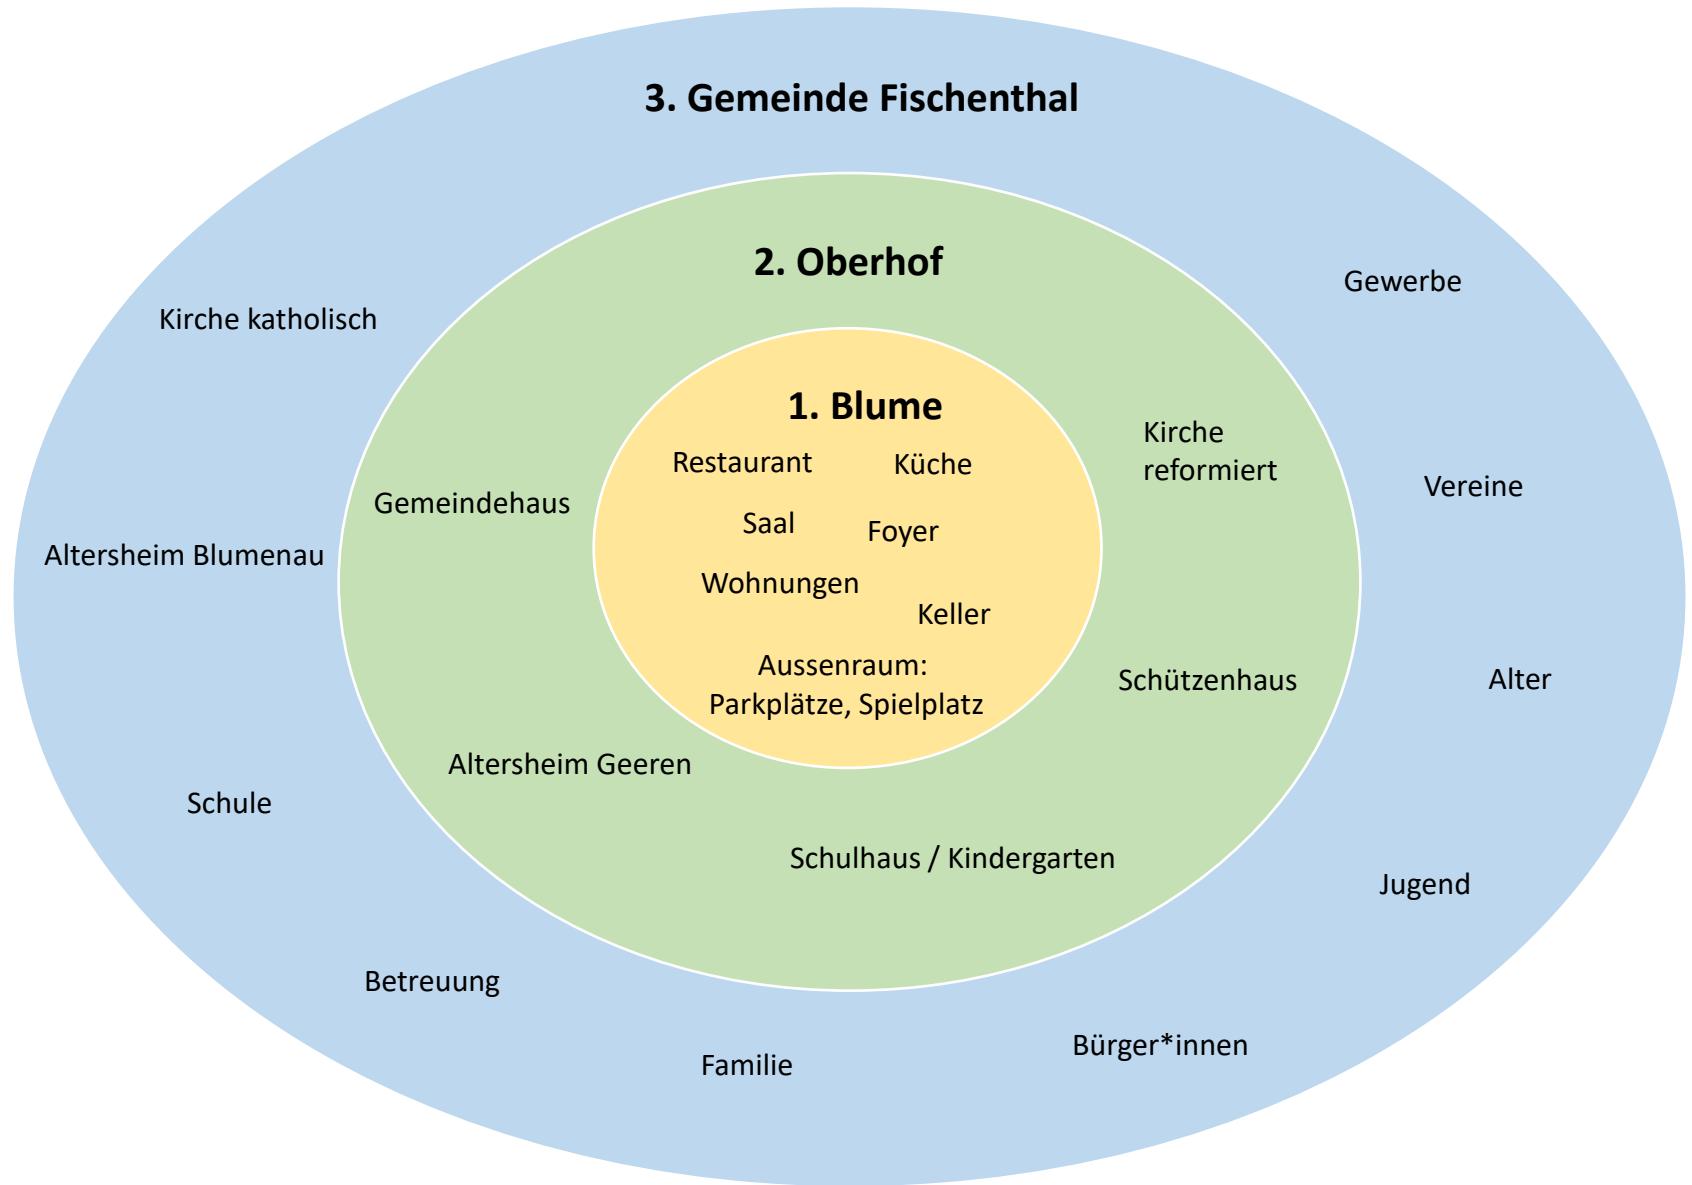 3. Gemeinde Fischenthal
2. Oberhof
Gewerbe
Kirche katholisch
1. Blume
Kirche
reformiert
Restaurant
Küche
Vereine
Gemeindehaus
Saal
Foyer
Altersheim Blumenau
Wohnungen
Keller
Aussenraum:
Parkplätze, Spielplatz
Schützenhaus
Alter
Altersheim Geeren
Schule
Schulhaus / Kindergarten
Jugend
Betreuung
Bürger*innen
Familie